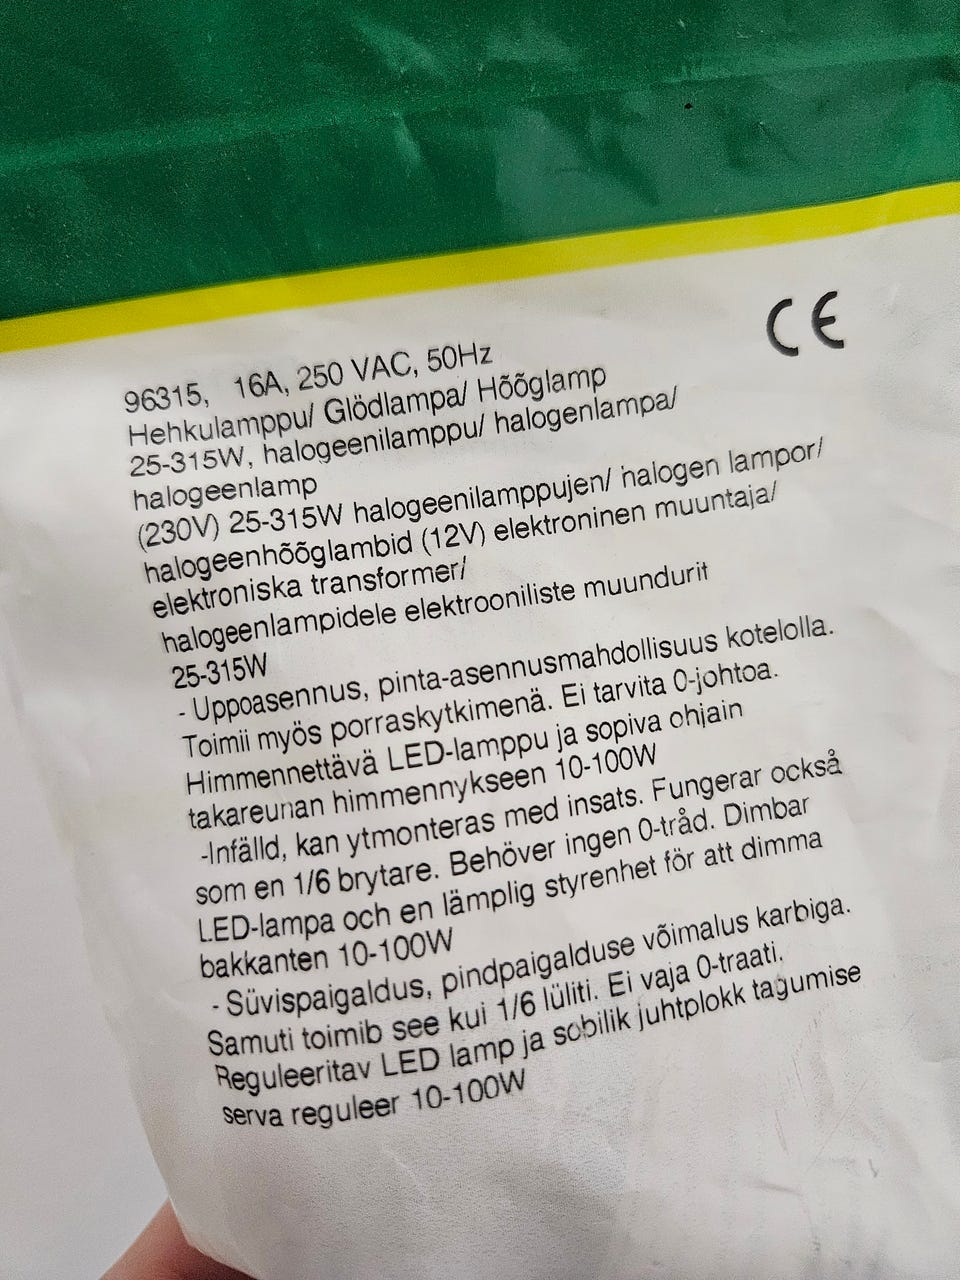 CE
96315, 16A, 250 VAC, 50Hz
Hehkulamppu/ Glödlampa/ Hõõglamp
25-315W, halogeenilamppu/ halogenlampa/
halogeenlamp
(230V) 25-315W halogeenilamppujen/ halogen lampor/
halogeenhõõglambid (12V) elektroninen muuntaja/
elektroniska transformer/
halogeenlampidele elektrooniliste muundurit
25-315W
- Uppoasennus, pinta-asennusmahdollisuus kotelolla.
Toimii myös porraskytkimenä. Ei tarvita 0-johtoa.
Himmennettävä LED-lamppu ja sopiva ohjain
takareunan himmennykseen 10-100W
-Infälld, kan ytmonteras med insats. Fungerar också
som en 1/6 brytare. Behöver ingen 0-tråd. Dimbar
LED-lampa och en lämplig styrenhet för att dimma
bakkanten 10-100W
- Süvispaigaldus, pindpaigalduse võimalus karbiga.
Samuti toimib see kui 1/6 lüliti. Ei vaja 0-traati.
Reguleeritav LED lamp ja sobilik juhtplokk tagumise
serva reguleer 10-100W